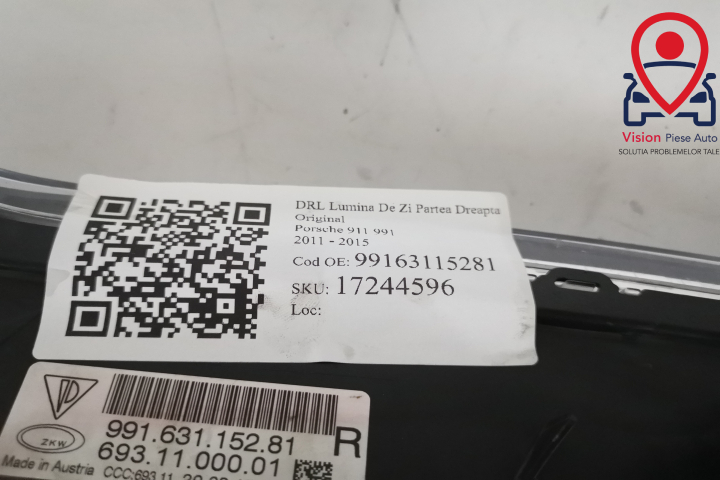 Vision Piese Auto
SOLUTIA PROBLEMELOR TALE
DRL Lumina De Zi Partea Dreapta
Original
Porsche 911 991
2011 - 2015
Cod OE: 99163115281
SKU: 17244596
Loc:
991.631.152.81
R
ZKW
693.11.000.01
Made in Austria